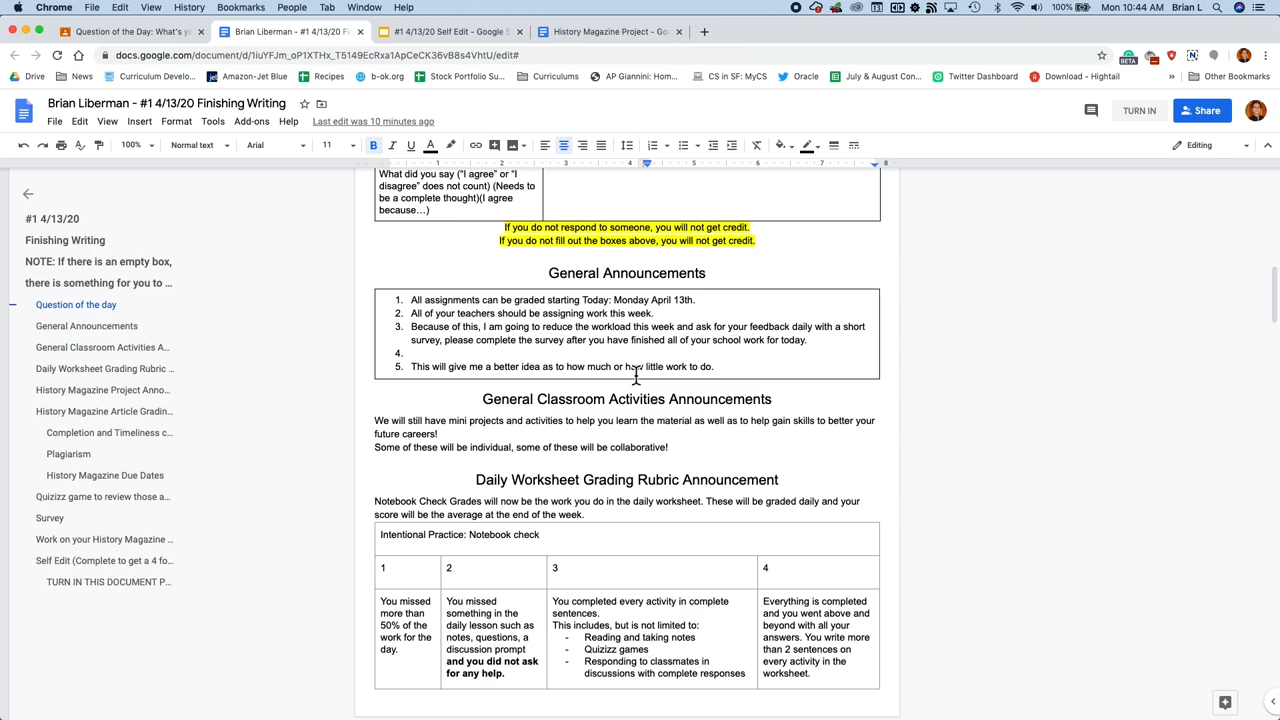 Chrome File Edit View History Bookmarks People Tab Window Help 100% Mon 10:44 AM Brian L
Question of the Day: What's yo Brian Liberman - #1 4/13/20 Fin #1 4/13/20 Self Edit - Google S History Magazine Project - Goo
docs.google.com/document/d/1iuYFJm_oP1XTHx_T5149EcRxa1ApCeCK36vB8s4VhtU/edit#
BETA
Drive News Curriculum Devel... Amazon-Jet Blue Recipes b-ok.org Stock Portfolio Su... Curriculums AP Giannini: Hom... CS in SF: MyCS Oracle July & August Con... Twitter Dashboard Download - Hightail » Other Bookmarks
Brian Liberman - #1 4/13/20 Finishing Writing
TURN IN Share
File Edit View Insert Format Tools Add-ons Help Last edit was 10 minutes ago
100% Normal text Arial 11 B I U A Editing
1 2 3 4 5 6 7 8
#1 4/13/20
Finishing Writing
NOTE: If there is an empty box,
there is something for you to ...
Question of the day
General Announcements
General Classroom Activities A...
Daily Worksheet Grading Rubric ...
History Magazine Project Anno...
History Magazine Article Gradin...
Completion and Timeliness c...
Plagiarism
History Magazine Due Dates
Quizizz game to review those a...
Survey
Work on your History Magazine ...
Self Edit (Complete to get a 4 fo...
TURN IN THIS DOCUMENT P...
What did you say ("I agree" or "I
disagree" does not count) (Needs to
be a complete thought)(I agree
because...)
If you do not respond to someone, you will not get credit.
If you do not fill out the boxes above, you will not get credit.
General Announcements
1. All assignments can be graded starting Today: Monday April 13th.
2. All of your teachers should be assigning work this week.
3. Because of this, I am going to reduce the workload this week and ask for your feedback daily with a short
survey, please complete the survey after you have finished all of your school work for today.
4.
5. This will give me a better idea as to how much or how little work to do.
General Classroom Activities Announcements
We will still have mini projects and activities to help you learn the material as well as to help gain skills to better your
future careers!
Some of these will be individual, some of these will be collaborative!
Daily Worksheet Grading Rubric Announcement
Notebook Check Grades will now be the work you do in the daily worksheet. These will be graded daily and your
score will be the average at the end of the week.
Intentional Practice: Notebook check
1 2 3 4
You missed
more than
50% of the
work for the
day.
You missed
something in the
daily lesson such as
notes, questions, a
discussion prompt
and you did not ask
for any help.
You completed every activity in complete
sentences.
This includes, but is not limited to:
- Reading and taking notes
- Quizizz games
- Responding to classmates in
discussions with complete responses
Everything is completed
and you went above and
beyond with all your
answers. You write more
than 2 sentences on
every activity in the
worksheet.